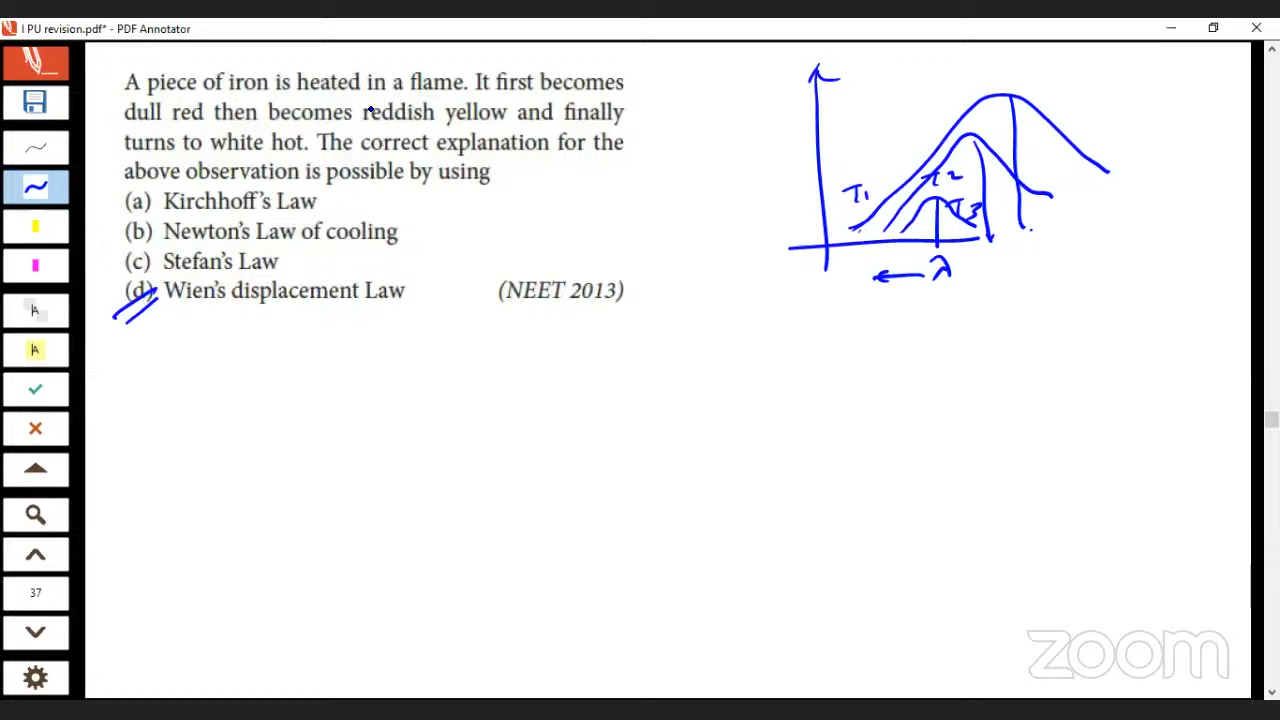 I PU revision.pdf* - PDF Annotator
A piece of iron is heated in a flame. It first becomes
dull red then becomes reddish yellow and finally
turns to white hot. The correct explanation for the
above observation is possible by using
(a) Kirchhoff's Law
(b) Newton's Law of cooling
(c) Stefan's Law
(d) Wien's displacement Law (NEET 2013)
T1
T2
T3
← λ
37
zoom